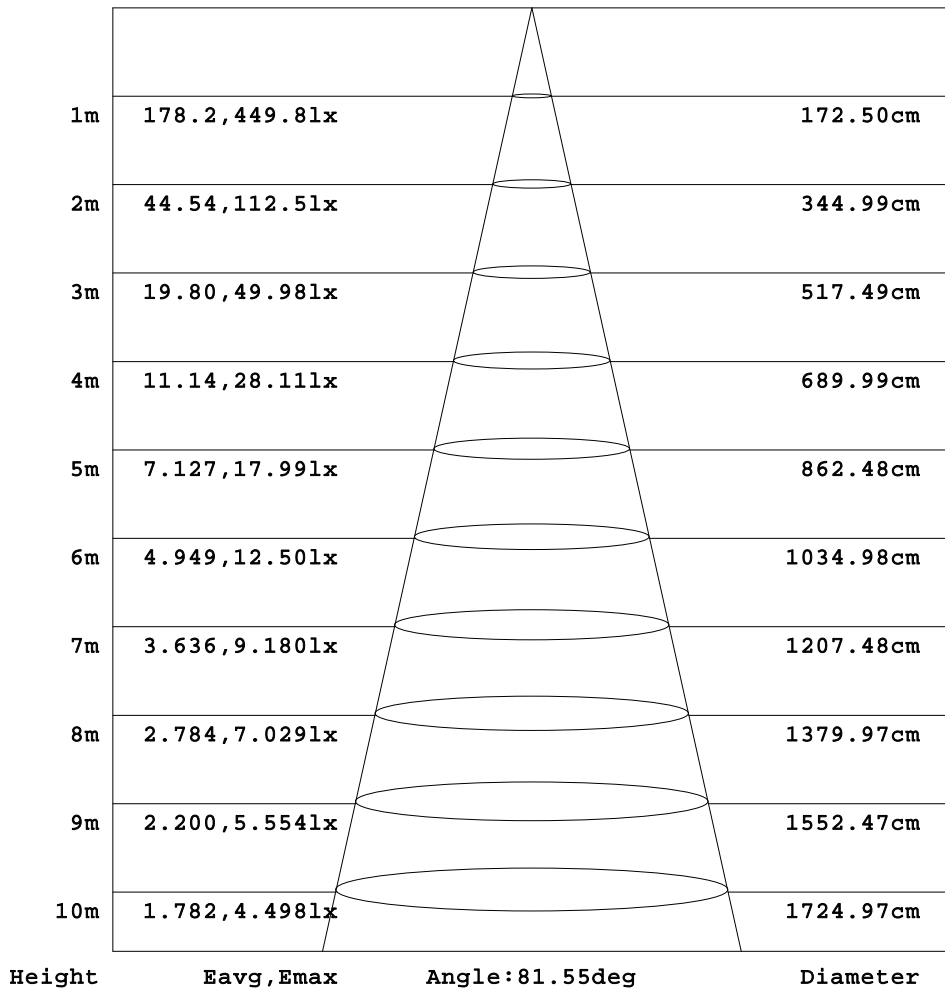 1m 178.2,449.8lx 172.50cm
2m 44.54,112.5lx 344.99cm
3m 19.80,49.98lx 517.49cm
4m 11.14,28.11lx 689.99cm
5m 7.127,17.99lx 862.48cm
6m 4.949,12.50lx 1034.98cm
7m 3.636,9.180lx 1207.48cm
8m 2.784,7.029lx 1379.97cm
9m 2.200,5.554lx 1552.47cm
10m 1.782,4.498lx 1724.97cm
Height Eavg,Emax Angle:81.55deg Diameter